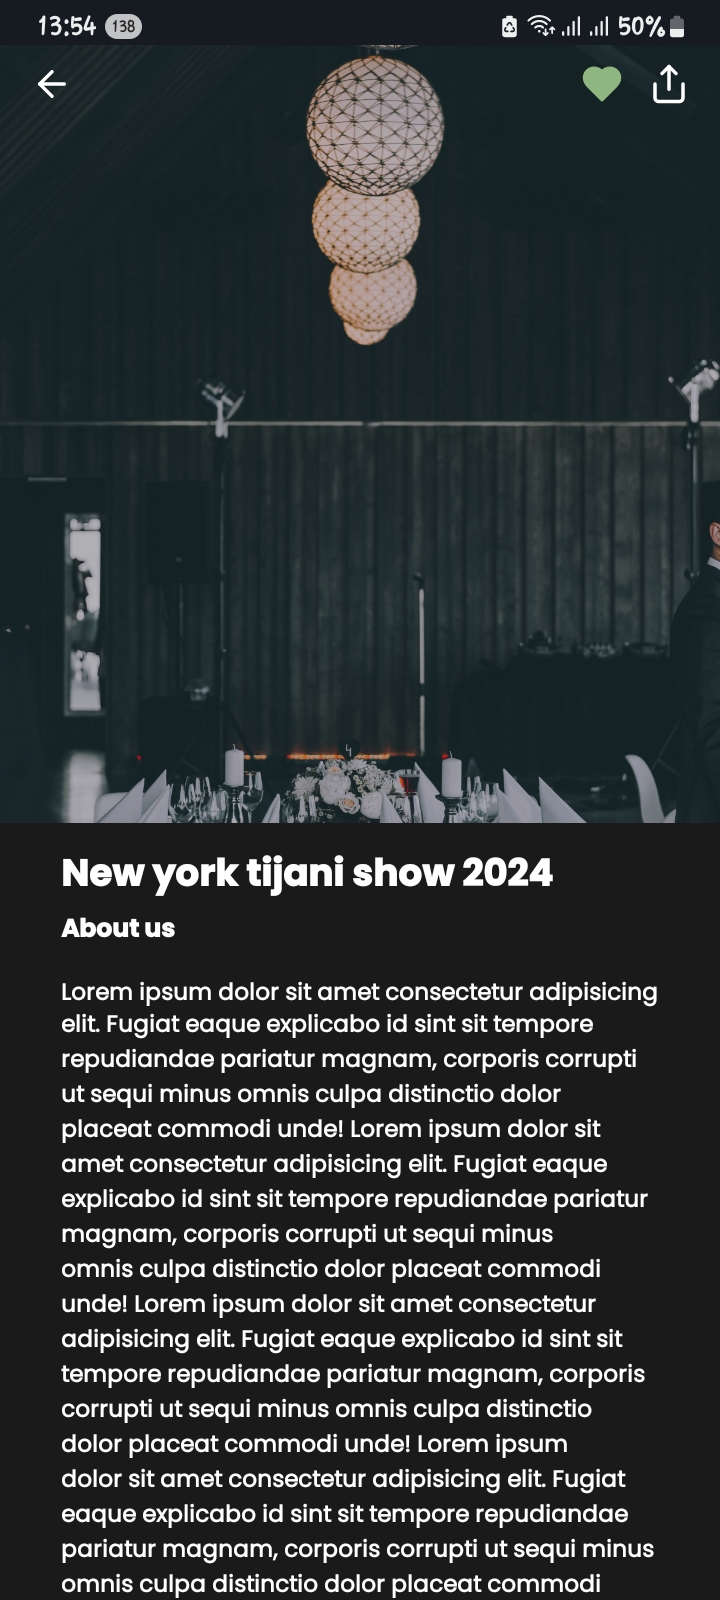 13:54 138 50%
4
New york tijani show 2024
About us
Lorem ipsum dolor sit amet consectetur adipisicing
elit. Fugiat eaque explicabo id sint sit tempore
repudiandae pariatur magnam, corporis corrupti
ut sequi minus omnis culpa distinctio dolor
placeat commodi unde! Lorem ipsum dolor sit
amet consectetur adipisicing elit. Fugiat eaque
explicabo id sint sit tempore repudiandae pariatur
magnam, corporis corrupti ut sequi minus
omnis culpa distinctio dolor placeat commodi
unde! Lorem ipsum dolor sit amet consectetur
adipisicing elit. Fugiat eaque explicabo id sint sit
tempore repudiandae pariatur magnam, corporis
corrupti ut sequi minus omnis culpa distinctio
dolor placeat commodi unde! Lorem ipsum
dolor sit amet consectetur adipisicing elit. Fugiat
eaque explicabo id sint sit tempore repudiandae
pariatur magnam, corporis corrupti ut sequi minus
omnis culpa distinctio dolor placeat commodi